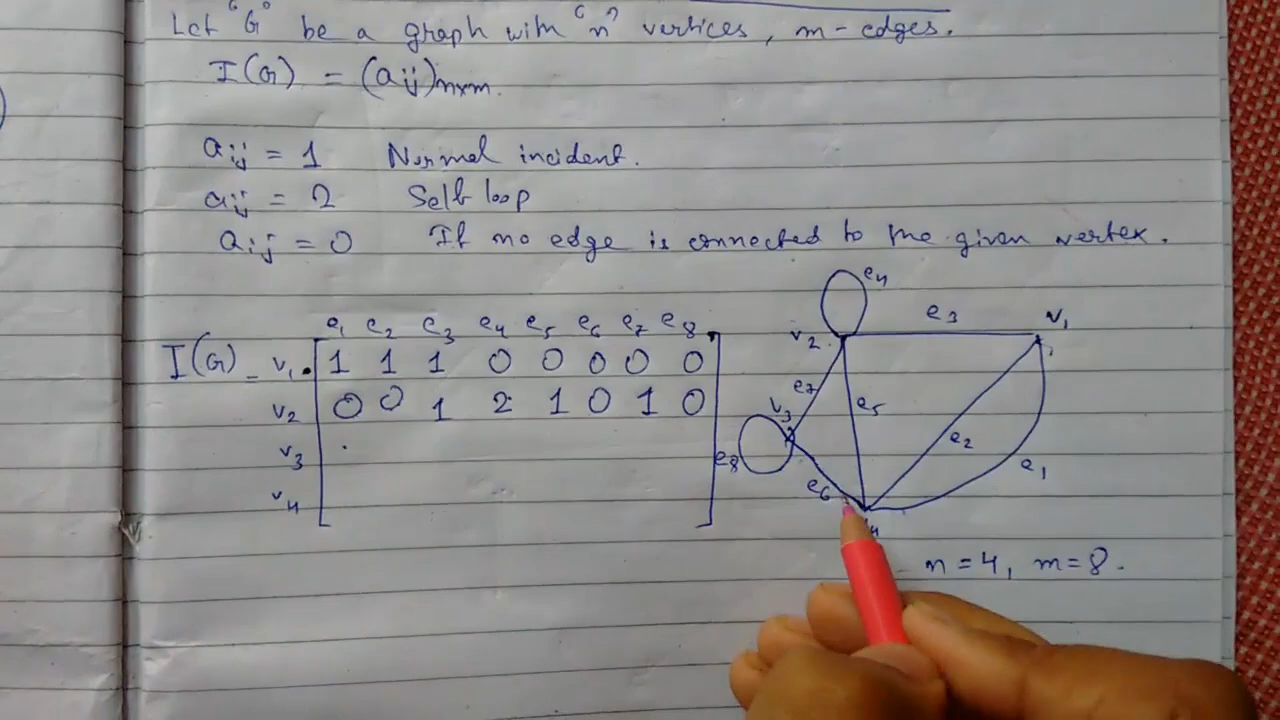 Let "G" be a graph with "n" vertices, m - edges.
I(G) = (aij)n×m.
aij = 1 Normal incident.
aij = 2 Self loop
aij = 0 If no edge is connected to the given vertex.
e1 e2 e3 e4 e5 e6 e7 e8
I(G) = v1 1 1 1 0 0 0 0 0
v2 0 0 1 2 1 0 1 0
v3
v4
e4
v2 e3 v1
e7 e5
v3 e2
e8 e6 e1
n = 4, m = 8.